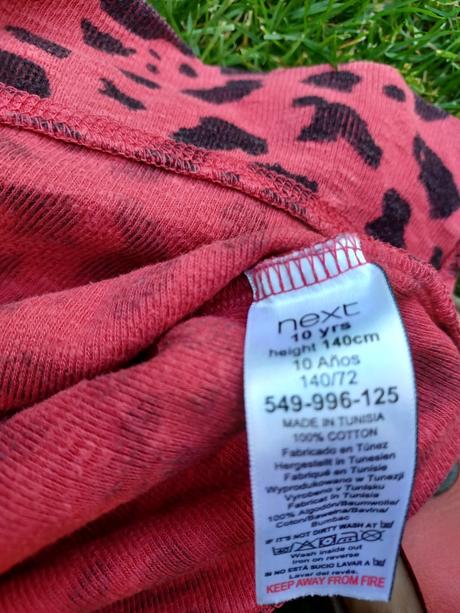 next
10 yrs
height 140cm
10 Años
140/72
549-996-125
MADE IN TUNISIA
100% COTTON
Fabricado en Túnez
Hergestellt in Tunesien
Fabriqué en Tunisie
Wyprodukowano w Tunezji
Vyrobeno v Tunisku
Fabricat in Tunisia
100% Algodón/Baumwolle/
Coton/Bawełna/Bavlna/
Bumbac
IF IT'S NOT DIRTY WASH AT
Wash inside out
Iron on reverse
SI NO ESTÁ SUCIO LAVAR A
Lavar del revés.
KEEP AWAY FROM FIRE